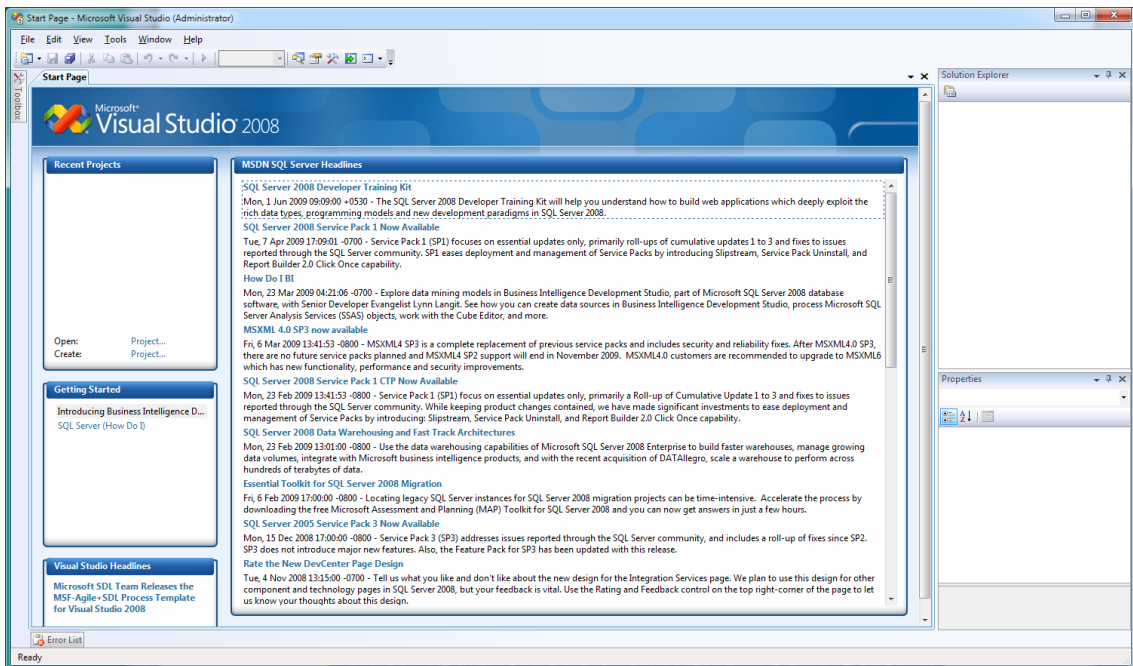 Start Page - Microsoft Visual Studio (Administrator)
File Edit View Tools Window Help
Toolbox
Start Page
Microsoft®
Visual Studio® 2008
Recent Projects
Open: Project...
Create: Project...
Getting Started
Introducing Business Intelligence D...
SQL Server (How Do I)
Visual Studio Headlines
Microsoft SDL Team Releases the
MSF-Agile+SDL Process Template
for Visual Studio 2008
MSDN SQL Server Headlines
SQL Server 2008 Developer Training Kit
Mon, 1 Jun 2009 09:09:00 +0530 - The SQL Server 2008 Developer Training Kit will help you understand how to build web applications which deeply exploit the
rich data types, programming models and new development paradigms in SQL Server 2008.
SQL Server 2008 Service Pack 1 Now Available
Tue, 7 Apr 2009 17:09:01 -0700 - Service Pack 1 (SP1) focuses on essential updates only, primarily roll-ups of cumulative updates 1 to 3 and fixes to issues
reported through the SQL Server community. SP1 eases deployment and management of Service Packs by introducing Slipstream, Service Pack Uninstall, and
Report Builder 2.0 Click Once capability.
How Do I BI
Mon, 23 Mar 2009 04:21:06 -0700 - Explore data mining models in Business Intelligence Development Studio, part of Microsoft SQL Server 2008 database
software, with Senior Developer Evangelist Lynn Langit. See how you can create data sources in Business Intelligence Development Studio, process Microsoft SQL
Server Analysis Services (SSAS) objects, work with the Cube Editor, and more.
MSXML 4.0 SP3 now available
Fri, 6 Mar 2009 13:41:53 -0800 - MSXML4 SP3 is a complete replacement of previous service packs and includes security and reliability fixes. After MSXML4.0 SP3,
there are no future service packs planned and MSXML4 SP2 support will end in November 2009. MSXML4.0 customers are recommended to upgrade to MSXML6
which has new functionality, performance and security improvements.
SQL Server 2008 Service Pack 1 CTP Now Available
Mon, 23 Feb 2009 13:41:53 -0800 - Service Pack 1 (SP1) focus on essential updates only, primarily a Roll-up of Cumulative Update 1 to 3 and fixes to issues
reported through the SQL Server community. While keeping product changes contained, we have made significant investments to ease deployment and
management of Service Packs by introducing: Slipstream, Service Pack Uninstall, and Report Builder 2.0 Click Once capability.
SQL Server 2008 Data Warehousing and Fast Track Architectures
Mon, 23 Feb 2009 13:01:00 -0800 - Use the data warehousing capabilities of Microsoft SQL Server 2008 Enterprise to build faster warehouses, manage growing
data volumes, integrate with Microsoft business intelligence products, and with the recent acquisition of DATAllegro, scale a warehouse to perform across
hundreds of terabytes of data.
Essential Toolkit for SQL Server 2008 Migration
Fri, 6 Feb 2009 17:00:00 -0800 - Locating legacy SQL Server instances for SQL Server 2008 migration projects can be time-intensive. Accelerate the process by
downloading the free Microsoft Assessment and Planning (MAP) Toolkit for SQL Server 2008 and you can now get answers in just a few hours.
SQL Server 2005 Service Pack 3 Now Available
Mon, 15 Dec 2008 17:00:00 -0800 - Service Pack 3 (SP3) addresses issues reported through the SQL Server community, and includes a roll-up of fixes since SP2.
SP3 does not introduce major new features. Also, the Feature Pack for SP3 has been updated with this release.
Rate the New DevCenter Page Design
Tue, 4 Nov 2008 13:15:00 -0700 - Tell us what you like and don't like about the new design for the Integration Services page. We plan to use this design for other
component and technology pages in SQL Server 2008, but your feedback is vital. Use the Rating and Feedback control on the top right-corner of the page to let
us know your thoughts about this design.
Solution Explorer
Properties
Error List
Ready